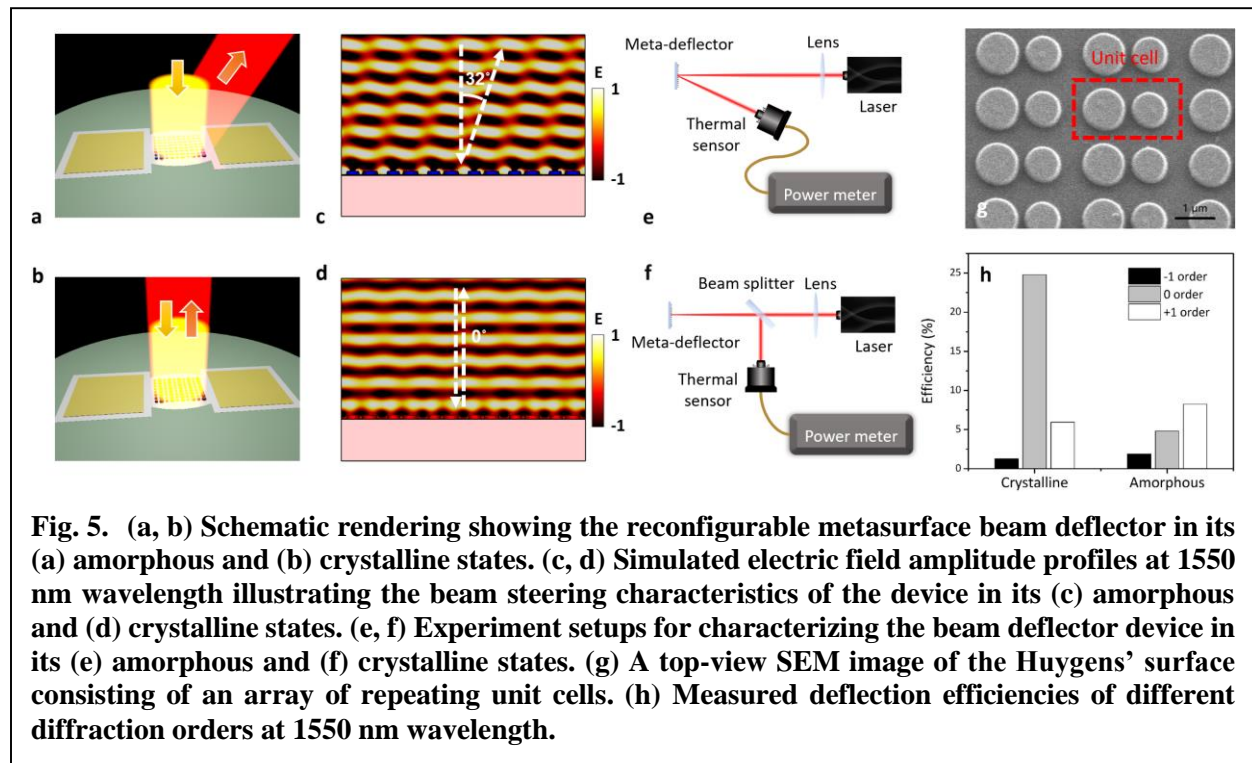 a
b
c
32°
E
1
-1
d
0°
E
1
-1
e
Meta-deflector
Lens
Laser
Thermal
sensor
Power meter
f
Beam splitter
Lens
Meta-deflector
Laser
Thermal
sensor
Power meter
g
Unit cell
1 µm
h
-1 order
0 order
+1 order
Efficiency (%)
25
20
15
10
5
0
Crystalline
Amorphous
Fig. 5. (a, b) Schematic rendering showing the reconfigurable metasurface beam deflector in its
(a) amorphous and (b) crystalline states. (c, d) Simulated electric field amplitude profiles at 1550
nm wavelength illustrating the beam steering characteristics of the device in its (c) amorphous
and (d) crystalline states. (e, f) Experiment setups for characterizing the beam deflector device in
its (e) amorphous and (f) crystalline states. (g) A top-view SEM image of the Huygens’ surface
consisting of an array of repeating unit cells. (h) Measured deflection efficiencies of different
diffraction orders at 1550 nm wavelength.